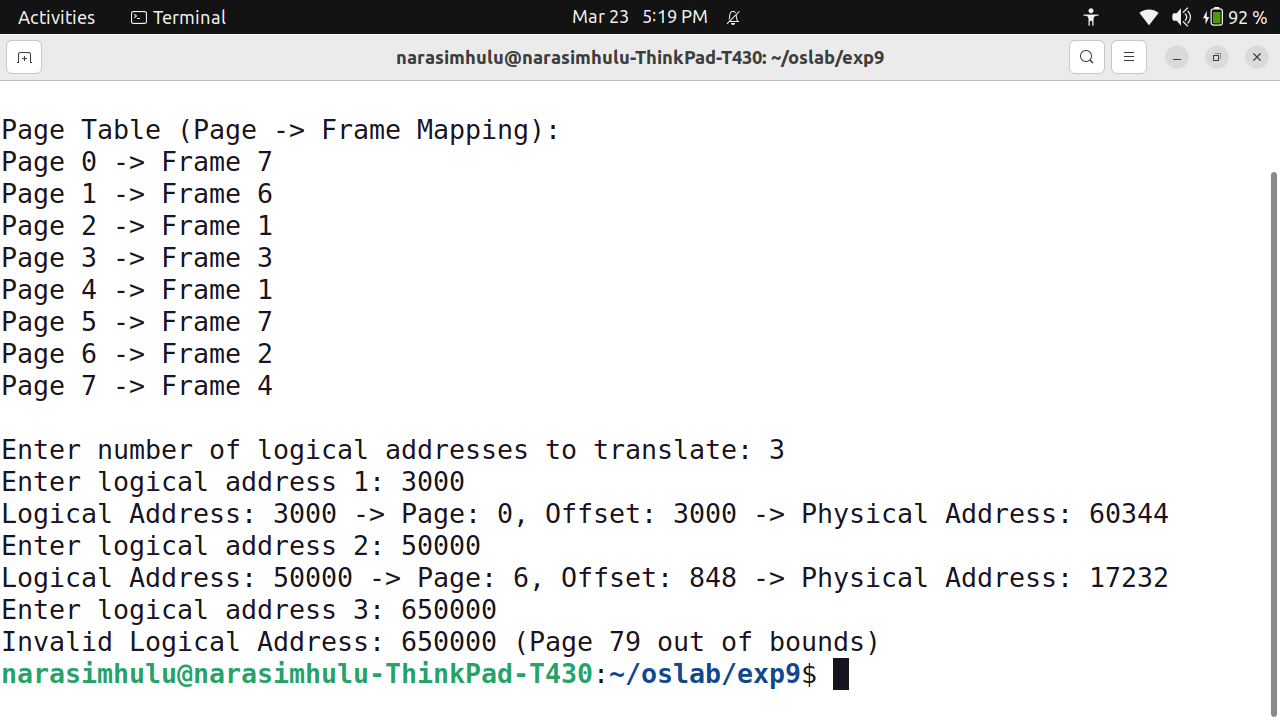 Activities Terminal Mar 23 5:19 PM 92 %
narasimhulu@narasimhulu-ThinkPad-T430: ~/oslab/exp9
Page Table (Page -> Frame Mapping):
Page 0 -> Frame 7
Page 1 -> Frame 6
Page 2 -> Frame 1
Page 3 -> Frame 3
Page 4 -> Frame 1
Page 5 -> Frame 7
Page 6 -> Frame 2
Page 7 -> Frame 4
Enter number of logical addresses to translate: 3
Enter logical address 1: 3000
Logical Address: 3000 -> Page: 0, Offset: 3000 -> Physical Address: 60344
Enter logical address 2: 50000
Logical Address: 50000 -> Page: 6, Offset: 848 -> Physical Address: 17232
Enter logical address 3: 650000
Invalid Logical Address: 650000 (Page 79 out of bounds)
narasimhulu@narasimhulu-ThinkPad-T430:~/oslab/exp9$